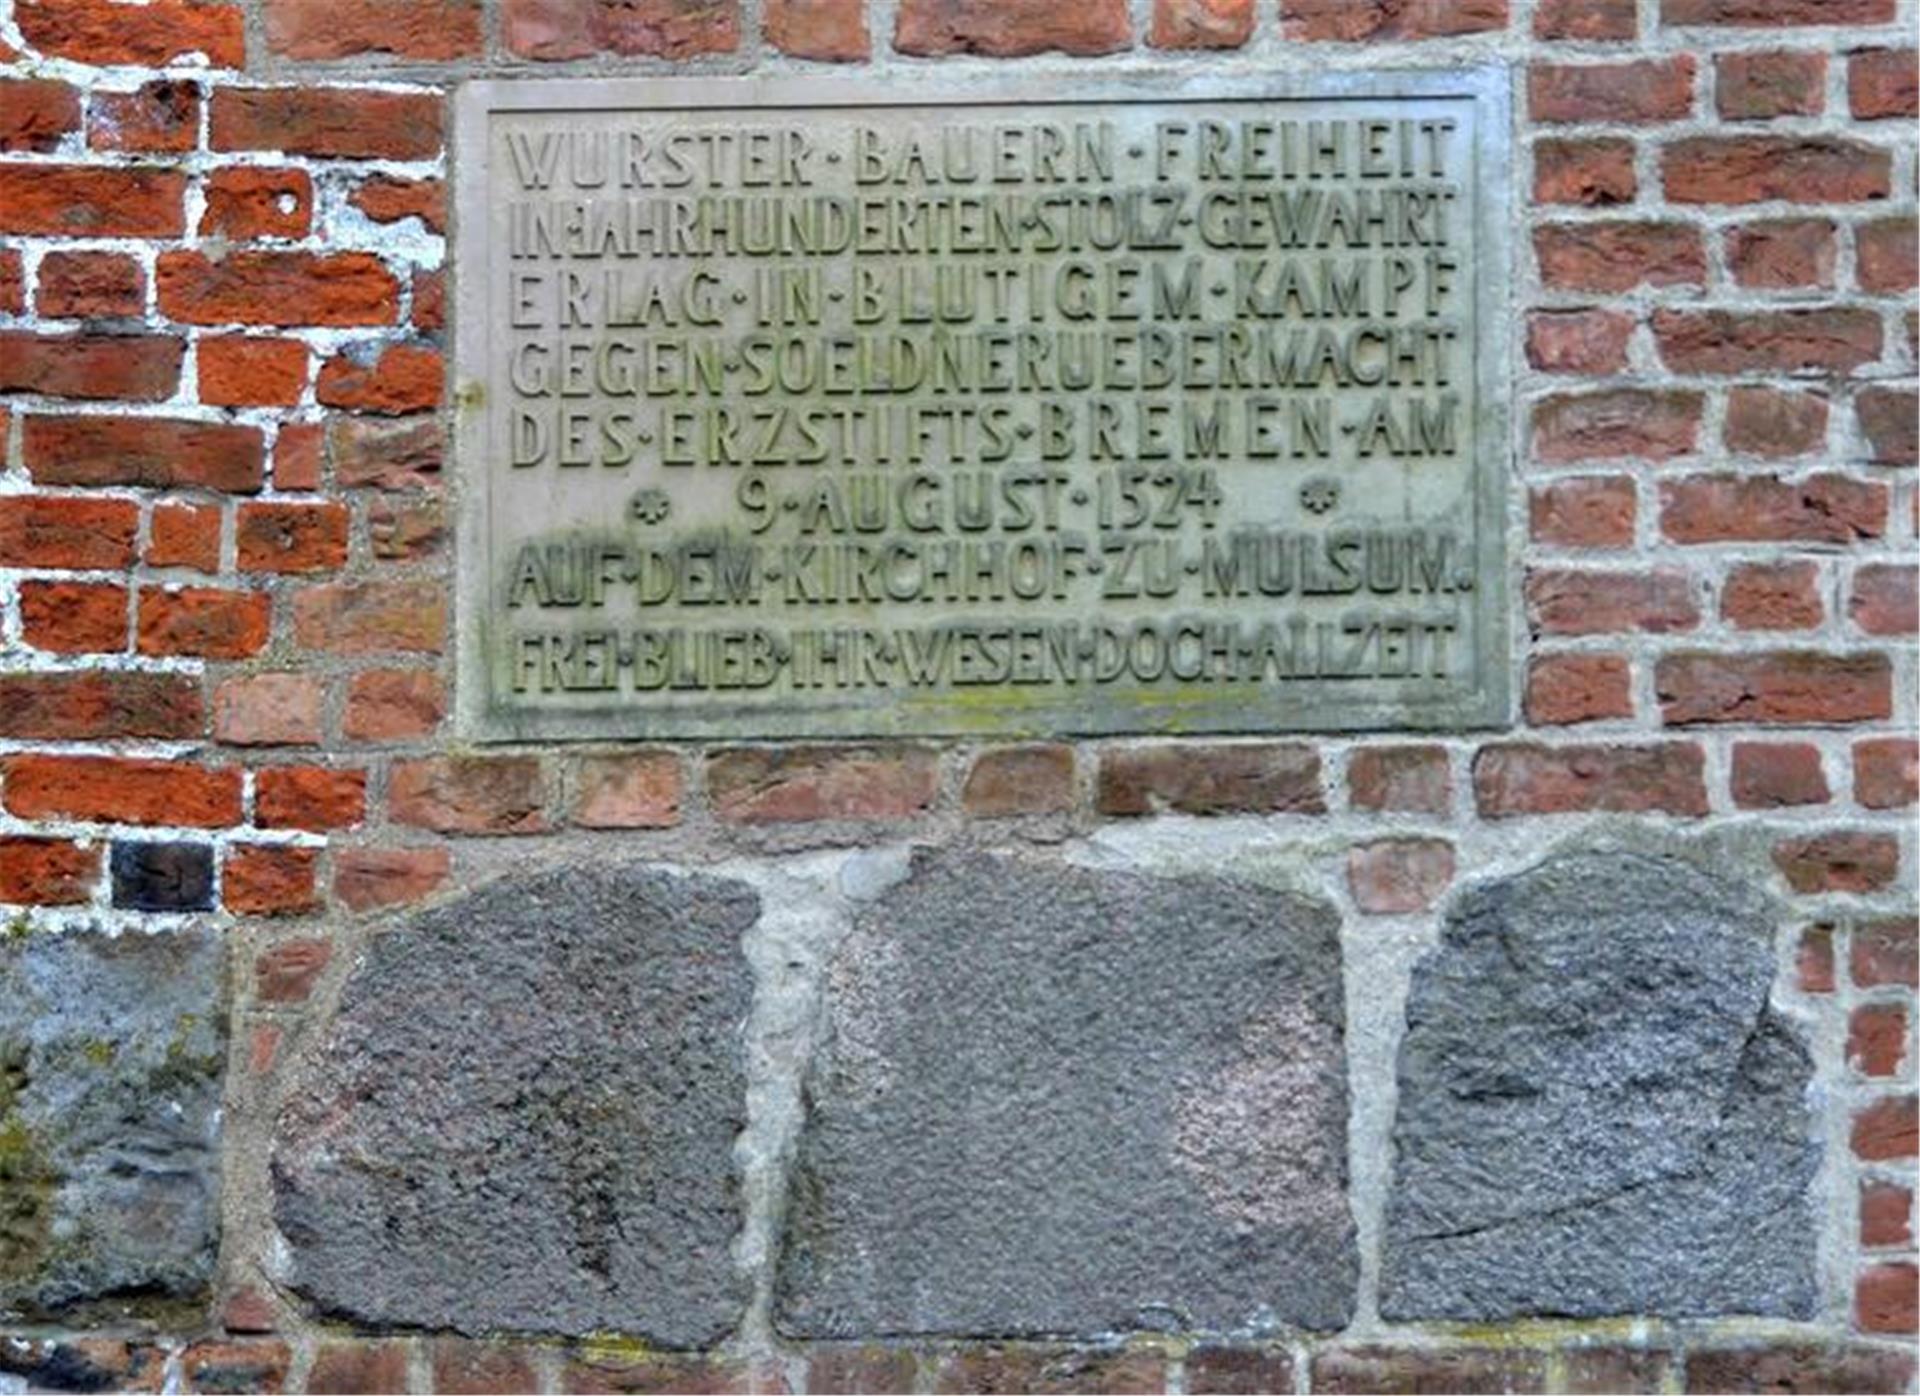 WURSTER·BAUERN·FREIHEIT
IN·JAHRHUNDERTEN·STOLZ·GEWAHRT
ERLAG·IN·BLUTIGEM·KAMPF
GEGEN·SOELDNERUEBERMACHT
DES·ERZSTIFTS·BREMEN·AM
* 9·AUGUST·1524 *
AUF·DEM·KIRCHHOF·ZU·MULSUM.
FREI·BLIEB·IHR·WESEN·DOCH·ALLZEIT